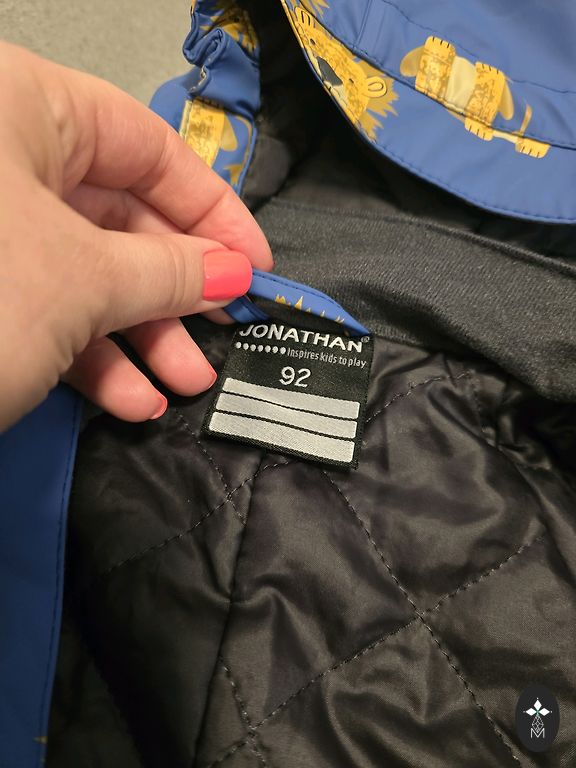 JONATHAN®
Inspires kids to play
92
M